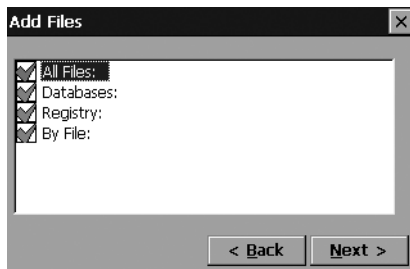 Add Files
All Files:
Databases:
Registry:
By File:
< Back
Next >